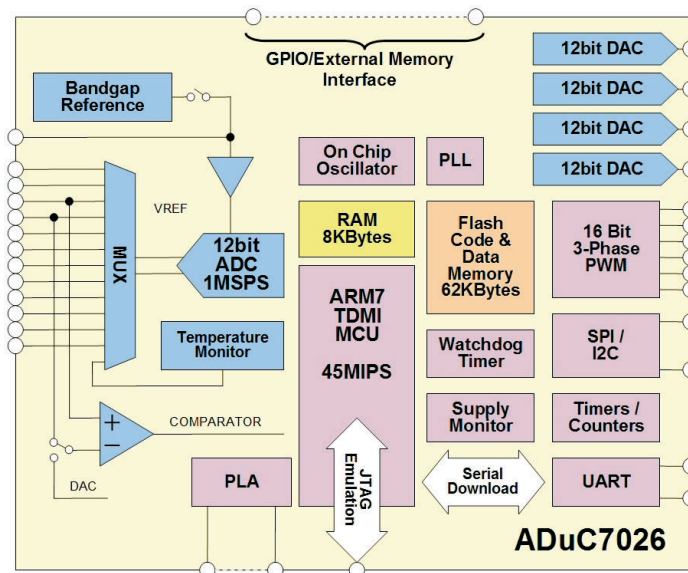 GPIO/External Memory
Interface
Bandgap
Reference
12bit DAC
12bit DAC
12bit DAC
12bit DAC
On Chip
Oscillator
PLL
VREF
MUX
12bit
ADC
1MSPS
RAM
8KBytes
Flash
Code &
Data
Memory
62KBytes
16 Bit
3-Phase
PWM
ARM7
TDMI
MCU
45MIPS
Temperature
Monitor
Watchdog
Timer
SPI /
I2C
+
−
COMPARATOR
Supply
Monitor
Timers /
Counters
DAC
PLA
JTAG
Emulation
Serial
Download
UART
ADuC7026